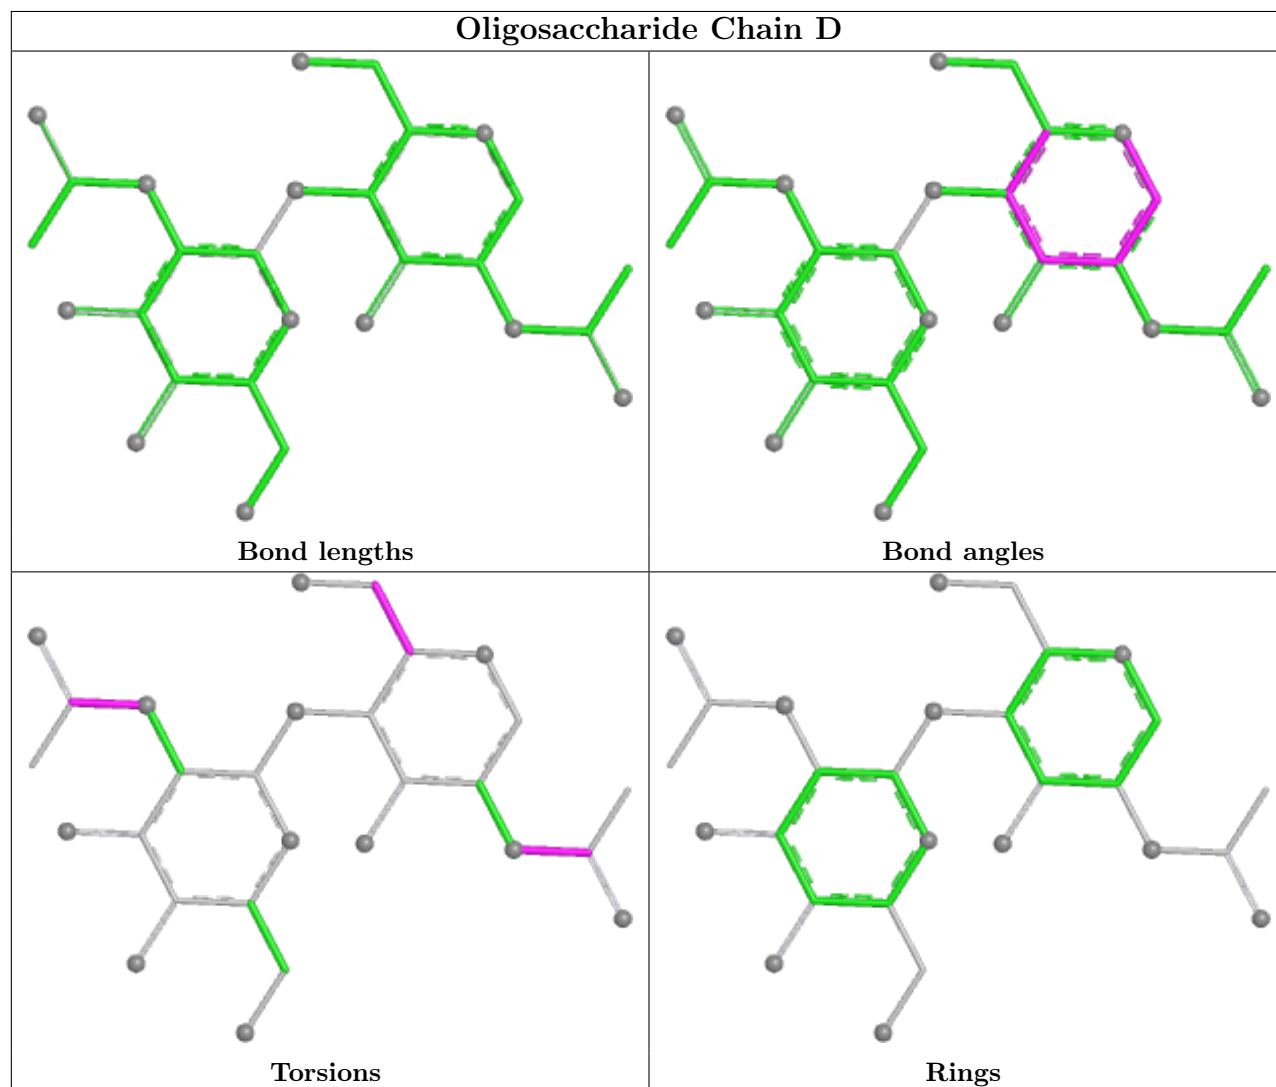 Oligosaccharide Chain D
Bond lengths
Bond angles
Torsions
Rings